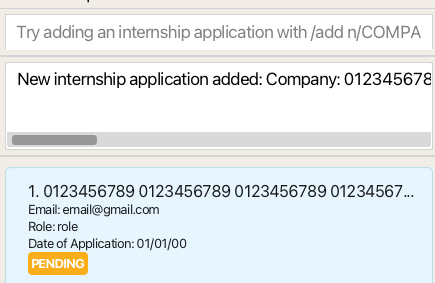 Try adding an internship application with /add n/COMPA
New internship application added: Company: 012345678
1. 0123456789 0123456789 0123456789 01234567...
Email: email@gmail.com
Role: role
Date of Application: 01/01/00
PENDING